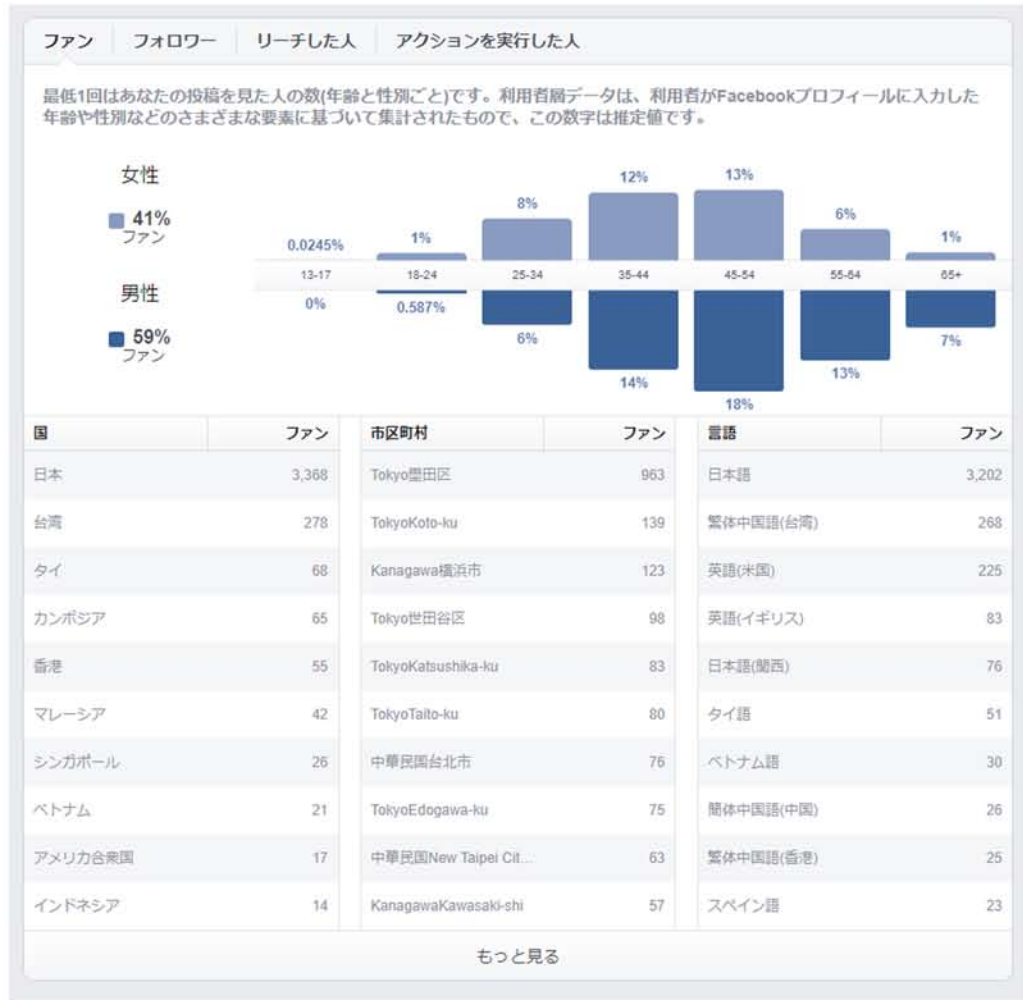 ファン フォロワー リーチした人 アクションを実行した人
最低1回はあなたの投稿を見た人の数(年齢と性別ごと)です。利用者層データは、利用者がFacebookプロフィールに入力した
年齢や性別などのさまざまな要素に基づいて集計されたもので、この数字は推定値です。
女性
41%
ファン
0.0245% 1% 8% 12% 13% 6% 1%
13-17 18-24 25-34 35-44 45-54 55-64 65+
男性
59%
ファン
0% 0.587% 6% 14% 18% 13% 7%
国 ファン 市区町村 ファン 言語 ファン
日本 3,368 Tokyo墨田区 963 日本語 3,202
台湾 278 TokyoKoto-ku 139 繁体中国語(台湾) 268
タイ 68 Kanagawa横浜市 123 英語(米国) 225
カンボジア 65 Tokyo世田谷区 98 英語(イギリス) 83
香港 55 TokyoKatsushika-ku 83 日本語(関西) 76
マレーシア 42 TokyoTaito-ku 80 タイ語 51
シンガポール 26 中華民国台北市 76 ベトナム語 30
ベトナム 21 TokyoEdogawa-ku 75 簡体中国語(中国) 26
アメリカ合衆国 17 中華民国New Taipei Cit... 63 繁体中国語(香港) 25
インドネシア 14 KanagawaKawasaki-shi 57 スペイン語 23
もっと見る